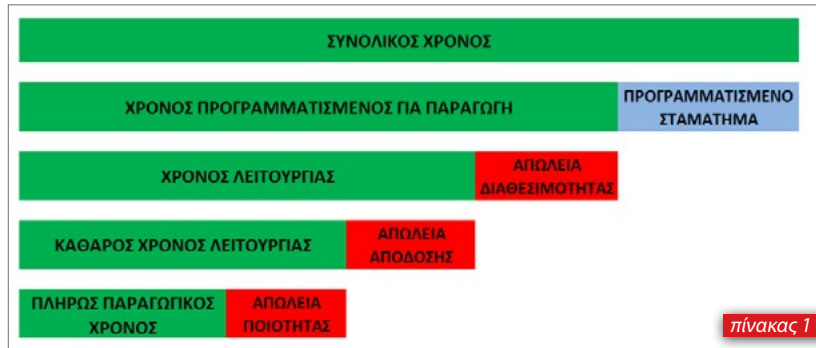 ΣΥΝΟΛΙΚΟΣ ΧΡΟΝΟΣ
ΧΡΟΝΟΣ ΠΡΟΓΡΑΜΜΑΤΙΣΜΕΝΟΣ ΓΙΑ ΠΑΡΑΓΩΓΗ
ΠΡΟΓΡΑΜΜΑΤΙΣΜΕΝΟ
ΣΤΑΜΑΤΗΜΑ
ΧΡΟΝΟΣ ΛΕΙΤΟΥΡΓΙΑΣ
ΑΠΩΛΕΙΑ
ΔΙΑΘΕΣΙΜΟΤΗΤΑΣ
ΚΑΘΑΡΟΣ ΧΡΟΝΟΣ ΛΕΙΤΟΥΡΓΙΑΣ
ΑΠΩΛΕΙΑ
ΑΠΟΔΟΣΗΣ
ΠΛΗΡΩΣ ΠΑΡΑΓΩΓΙΚΟΣ
ΧΡΟΝΟΣ
ΑΠΩΛΕΙΑ
ΠΟΙΟΤΗΤΑΣ
πίνακας 1